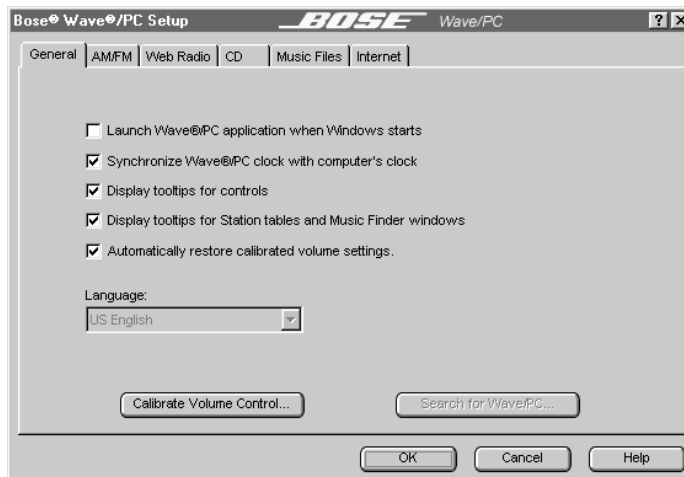 Bose® Wave®/PC Setup BOSE Wave/PC ? X
General AM/FM Web Radio CD Music Files Internet
Launch Wave®/PC application when Windows starts
Synchronize Wave®/PC clock with computer's clock
Display tooltips for controls
Display tooltips for Station tables and Music Finder windows
Automatically restore calibrated volume settings.
Language:
US English
Calibrate Volume Control... Search for Wave/PC...
OK Cancel Help